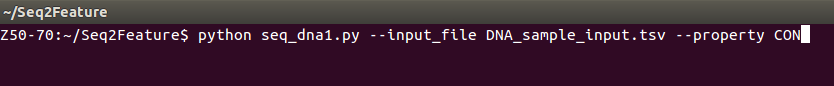 ~/Seq2Feature
Z50-70:~/Seq2Feature$ python seq_dna1.py --input_file DNA_sample_input.tsv --property CON